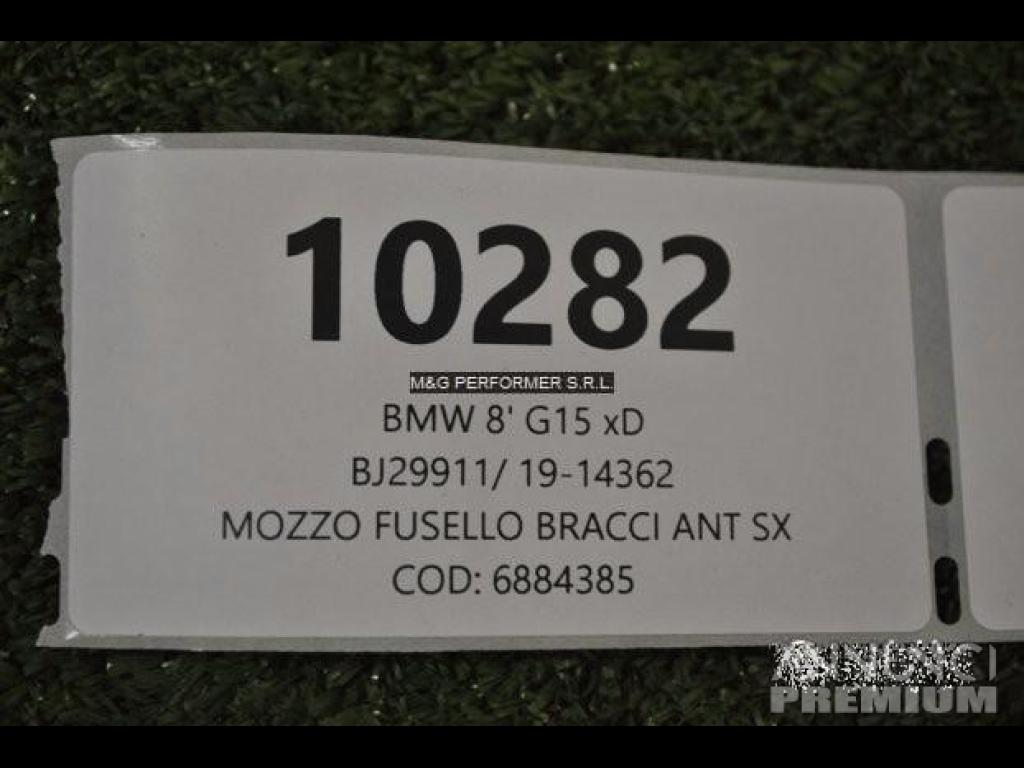 10282
M&G PERFORMER S.R.L.
BMW 8' G15 xD
BJ29911/ 19-14362
MOZZO FUSELLO BRACCI ANT SX
COD: 6884385
PREMIUM